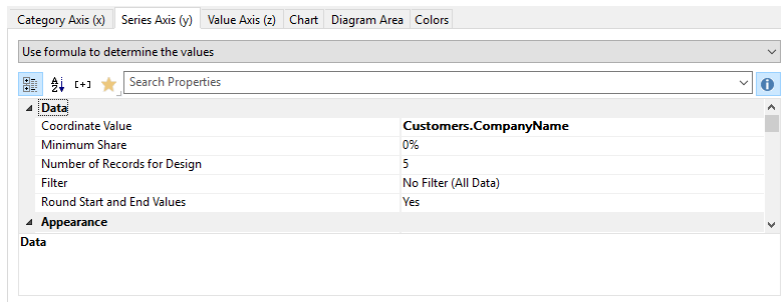 Category Axis (x) Series Axis (y) Value Axis (z) Chart Diagram Area Colors
Use formula to determine the values
Search Properties
Data
Coordinate Value Customers.CompanyName
Minimum Share 0%
Number of Records for Design 5
Filter No Filter (All Data)
Round Start and End Values Yes
Appearance
Data